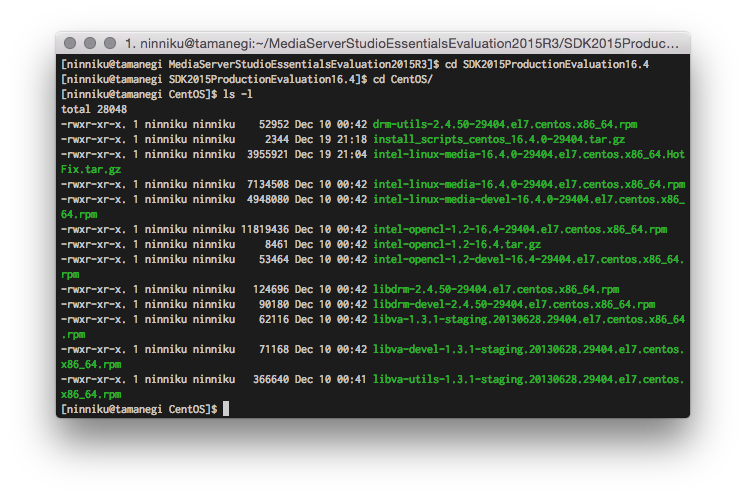 1. ninniku@tamanegi:~/MediaServerStudioEssentialsEvaluation2015R3/SDK2015Produc...
[ninniku@tamanegi MediaServerStudioEssentialsEvaluation2015R3]$ cd SDK2015ProductionEvaluation16.4
[ninniku@tamanegi SDK2015ProductionEvaluation16.4]$ cd CentOS/
[ninniku@tamanegi CentOS]$ ls -l
total 28048
-rwxr-xr-x. 1 ninniku ninniku    52952 Dec 10 00:42 drm-utils-2.4.50-29404.el7.centos.x86_64.rpm
-rwxr-xr-x. 1 ninniku ninniku     2344 Dec 19 21:18 install_scripts_centos_16.4.0-29404.tar.gz
-rwxr-xr-x. 1 ninniku ninniku  3955921 Dec 19 21:04 intel-linux-media-16.4.0-29404.el7.centos.x86_64.Hot
Fix.tar.gz
-rwxr-xr-x. 1 ninniku ninniku  7134508 Dec 10 00:42 intel-linux-media-16.4.0-29404.el7.centos.x86_64.rpm
-rwxr-xr-x. 1 ninniku ninniku  4948080 Dec 10 00:42 intel-linux-media-devel-16.4.0-29404.el7.centos.x86_
64.rpm
-rwxr-xr-x. 1 ninniku ninniku 11819436 Dec 10 00:42 intel-opencl-1.2-16.4-29404.el7.centos.x86_64.rpm
-rwxr-xr-x. 1 ninniku ninniku     8461 Dec 10 00:42 intel-opencl-1.2-16.4.tar.gz
-rwxr-xr-x. 1 ninniku ninniku    53464 Dec 10 00:42 intel-opencl-1.2-devel-16.4-29404.el7.centos.x86_64.
rpm
-rwxr-xr-x. 1 ninniku ninniku   124696 Dec 10 00:42 libdrm-2.4.50-29404.el7.centos.x86_64.rpm
-rwxr-xr-x. 1 ninniku ninniku    90180 Dec 10 00:42 libdrm-devel-2.4.50-29404.el7.centos.x86_64.rpm
-rwxr-xr-x. 1 ninniku ninniku    62116 Dec 10 00:42 libva-1.3.1-staging.20130628.29404.el7.centos.x86_64
.rpm
-rwxr-xr-x. 1 ninniku ninniku    71168 Dec 10 00:42 libva-devel-1.3.1-staging.20130628.29404.el7.centos.
x86_64.rpm
-rwxr-xr-x. 1 ninniku ninniku   366640 Dec 10 00:41 libva-utils-1.3.1-staging.20130628.29404.el7.centos.
x86_64.rpm
[ninniku@tamanegi CentOS]$